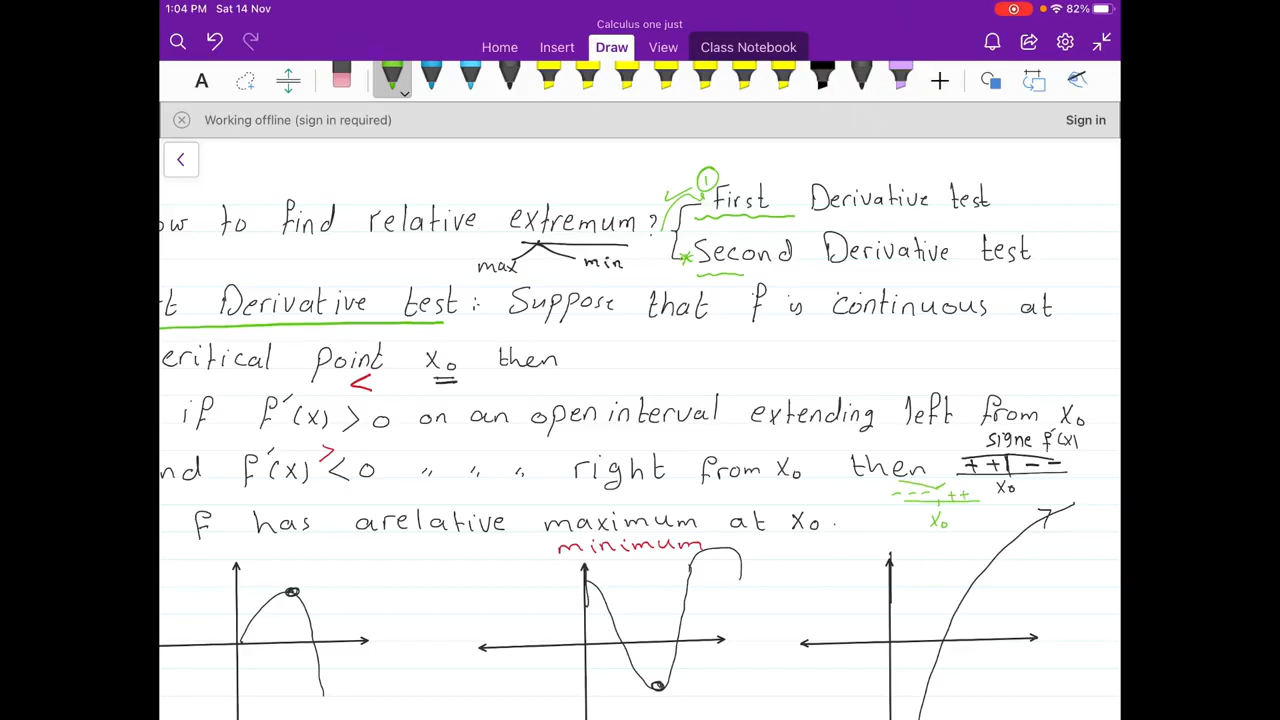 1:04 PM Sat 14 Nov
82%
Calculus one just
Home Insert Draw View Class Notebook
A
Working offline (sign in required) Sign in
ow to find relative extremum?
max min
1 First Derivative test
* Second Derivative test
t Derivative test: Suppose that f is continuous at
critical point x₀ then
<
if f'(x) > 0 on an open interval extending left from x₀
signe f'(x)
>
nd f'(x) < 0 " " " right from x₀ then + + - -
x₀
- - - + +
x₀
f has arelative maximum at x₀.
minimum